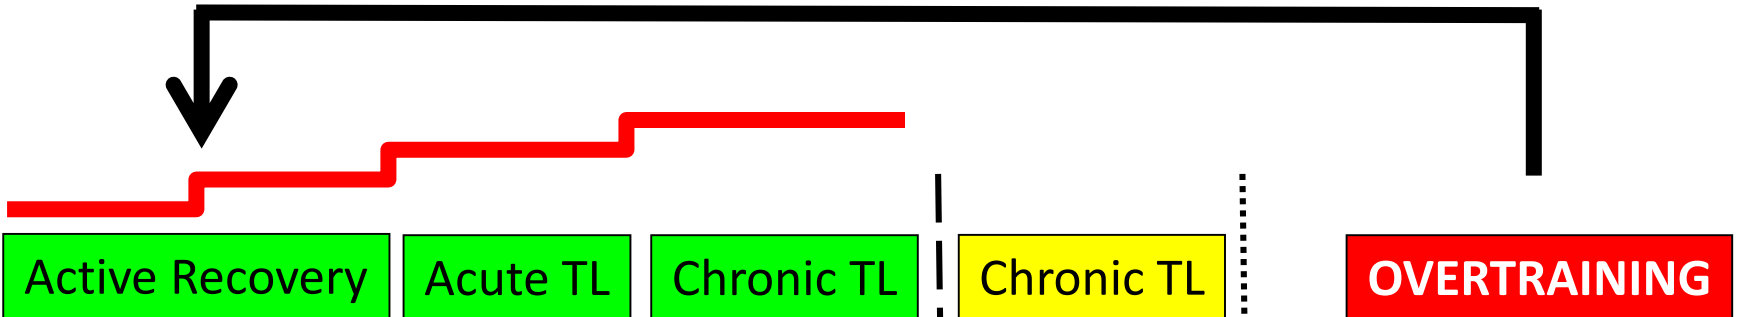 Active Recovery
Acute TL
Chronic TL
Chronic TL
OVERTRAINING